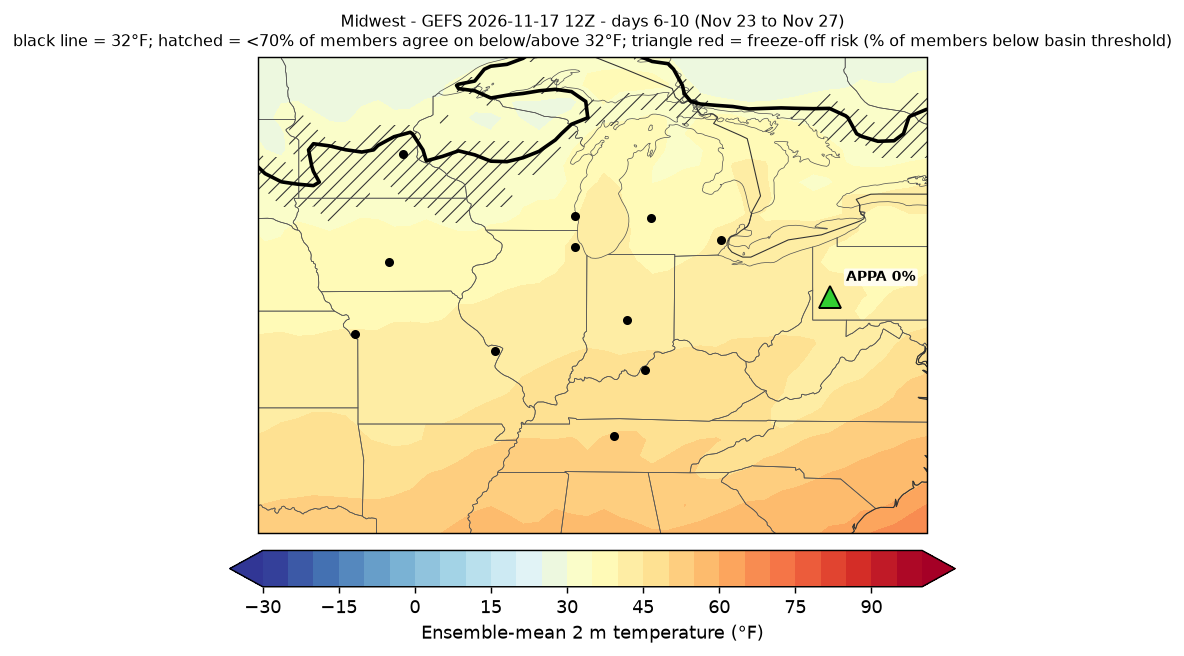 Midwest - GEFS 2026-11-17 12Z - days 6-10 (Nov 23 to Nov 27)
black line = 32°F; hatched = <70% of members agree on below/above 32°F; triangle red = freeze-off risk (% of members below basin threshold)
APPA 0%
−30 −15 0 15 30 45 60 75 90
Ensemble-mean 2 m temperature (°F)